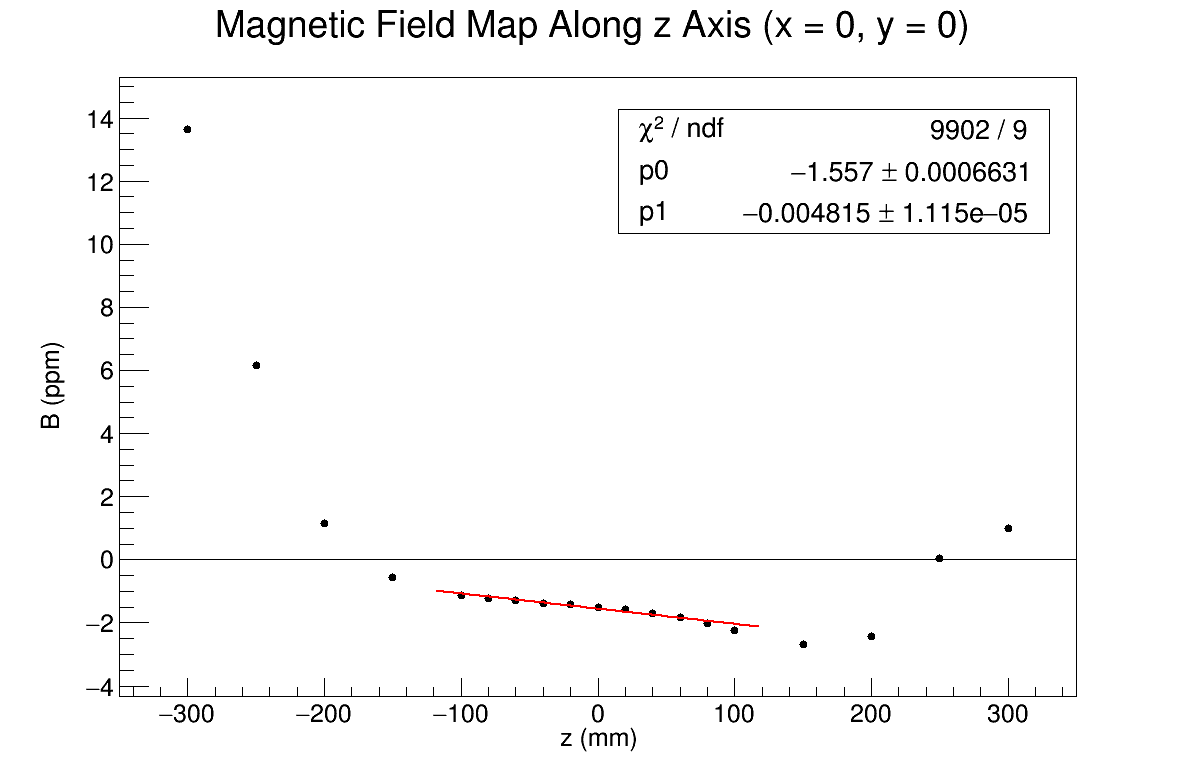 Magnetic Field Map Along z Axis (x = 0, y = 0)
χ² / ndf 9902 / 9
p0 −1.557 ± 0.0006631
p1 −0.004815 ± 1.115e−05
14
12
10
8
6
4
2
0
−2
−4
B (ppm)
−300 −200 −100 0 100 200 300
z (mm)